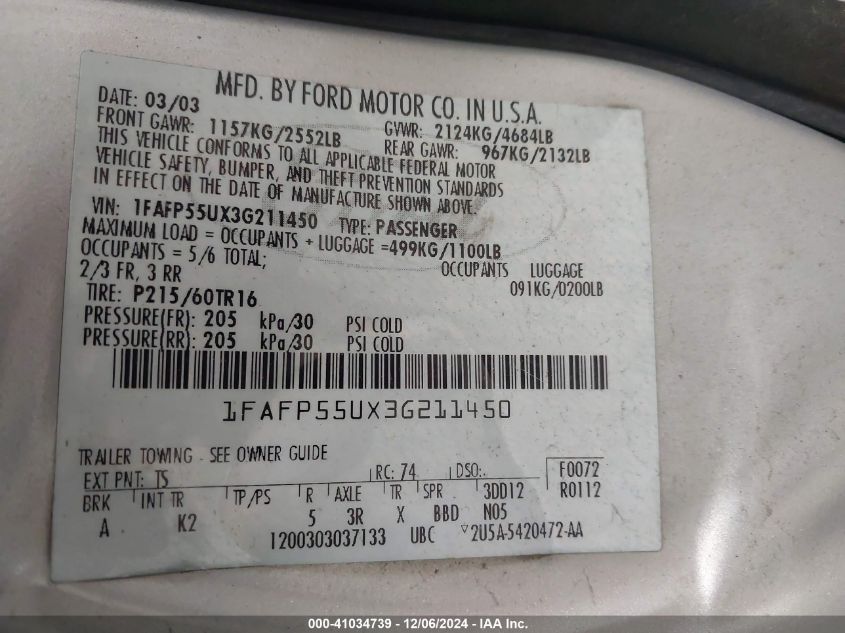 MFD. BY FORD MOTOR CO. IN U.S.A.
DATE: 03/03
FRONT GAWR: 1157KG/2552LB GVWR: 2124KG/4684LB
REAR GAWR: 967KG/2132LB
THIS VEHICLE CONFORMS TO ALL APPLICABLE FEDERAL MOTOR
VEHICLE SAFETY, BUMPER, AND THEFT PREVENTION STANDARDS
IN EFFECT ON THE DATE OF MANUFACTURE SHOWN ABOVE.
VIN: 1FAFP55UX3G211450 TYPE: PASSENGER
MAXIMUM LOAD = OCCUPANTS + LUGGAGE =499KG/1100LB
OCCUPANTS = 5/6 TOTAL; OCCUPANTS LUGGAGE
2/3 FR, 3 RR 091KG/0200LB
TIRE: P215/60TR16
PRESSURE(FR): 205 kPa/30 PSI COLD
PRESSURE(RR): 205 kPa/30 PSI COLD
1FAFP55UX3G211450
TRAILER TOWING - SEE OWNER GUIDE
EXT PNT: TS RC: 74 DSO: F0072
BRK INT TR TP/PS R AXLE TR SPR 3DD12 R0112
A K2 5 3R X BBD N05
1200303037133 UBC 2U5A-5420472-AA
000-41034739 - 12/06/2024 - IAA Inc.